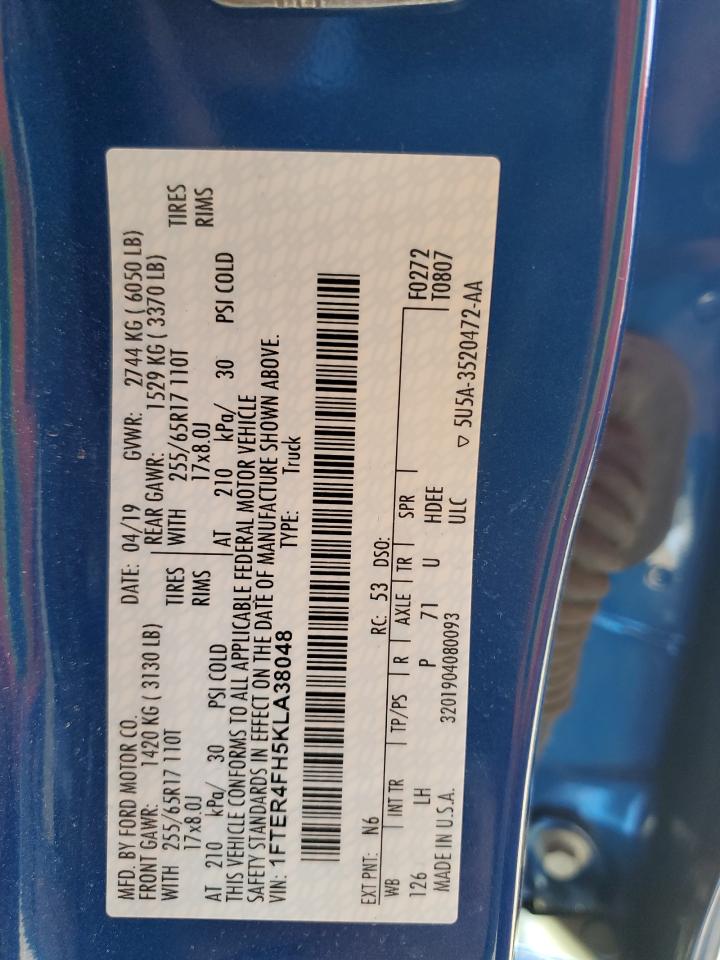 MFD. BY FORD MOTOR CO. DATE: 04/19 GVWR: 2744 KG ( 6050 LB)
FRONT GAWR: 1420 KG ( 3130 LB) REAR GAWR: 1529 KG ( 3370 LB)
WITH 255/65R17 110T TIRES WITH 255/65R17 110T TIRES
17x8.0J RIMS 17x8.0J RIMS
AT 210 kPa/ 30 PSI COLD AT 210 kPa/ 30 PSI COLD
THIS VEHICLE CONFORMS TO ALL APPLICABLE FEDERAL MOTOR VEHICLE
SAFETY STANDARDS IN EFFECT ON THE DATE OF MANUFACTURE SHOWN ABOVE.
VIN: 1FTER4FH5KLA38048 TYPE: Truck
EXT PNT: N6 RC: 53 DSO:
WB INT TR TP/PS R AXLE TR SPR F0272
126 LH P 71 U HDEE T0807
ULC
MADE IN U.S.A. 3201904080093 ▽ 5U5A-3520472-AA